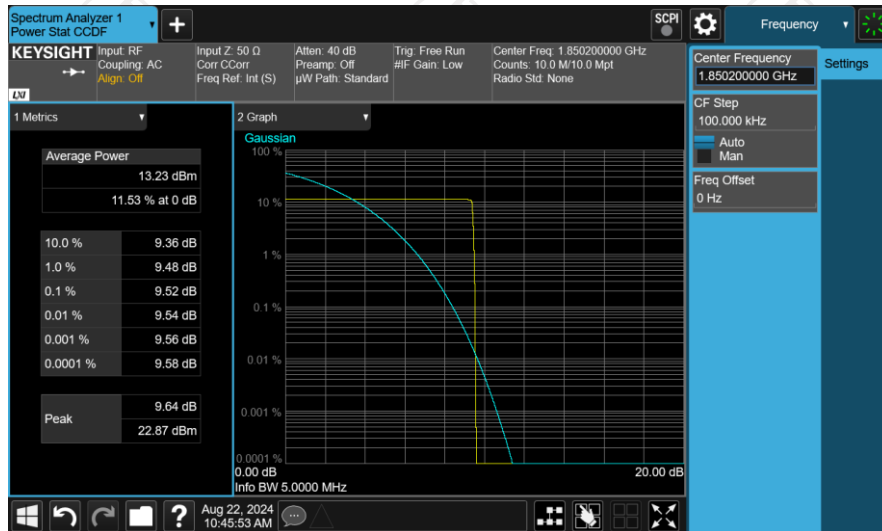 Spectrum Analyzer 1
Power Stat CCDF
+
SCPI
Frequency
KEYSIGHT
Input: RF
Coupling: AC
Align: Off
Input Z: 50 Ω
Corr CCorr
Freq Ref: Int (S)
Atten: 40 dB
Preamp: Off
µW Path: Standard
Trig: Free Run
#IF Gain: Low
Center Freq: 1.850200000 GHz
Counts: 10.0 M/10.0 Mpt
Radio Std: None
LXI
Center Frequency
1.850200000 GHz
Settings
CF Step
100.000 kHz
Auto
Man
Freq Offset
0 Hz
1 Metrics
Average Power
13.23 dBm
11.53 % at 0 dB
10.0 % 9.36 dB
1.0 % 9.48 dB
0.1 % 9.52 dB
0.01 % 9.54 dB
0.001 % 9.56 dB
0.0001 % 9.58 dB
Peak
9.64 dB
22.87 dBm
2 Graph
Gaussian
100 %
10 %
1 %
0.1 %
0.01 %
0.001 %
0.0001 %
0.00 dB 20.00 dB
Info BW 5.0000 MHz
?
Aug 22, 2024
10:45:53 AM